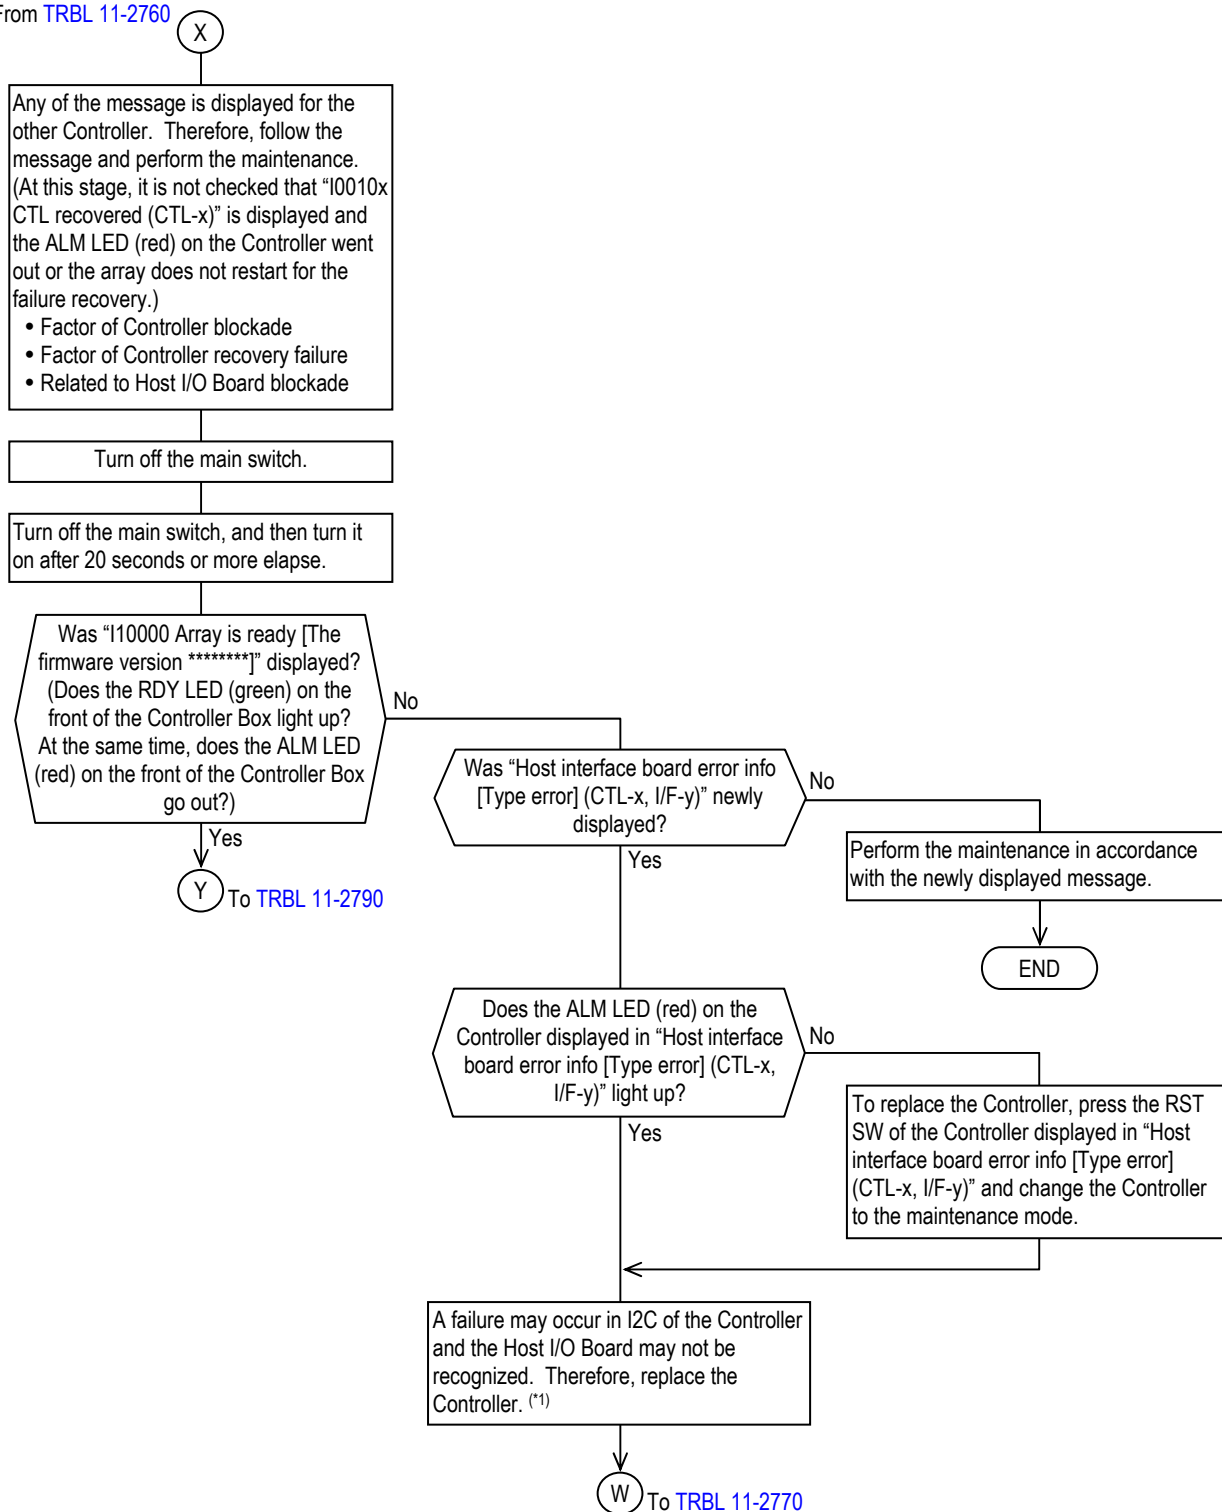 From TRBL 11-2760
X
Any of the message is displayed for the
other Controller.  Therefore, follow the
message and perform the maintenance.
(At this stage, it is not checked that “I0010x
CTL recovered (CTL-x)” is displayed and
the ALM LED (red) on the Controller went
out or the array does not restart for the
failure recovery.)
• Factor of Controller blockade
• Factor of Controller recovery failure
• Related to Host I/O Board blockade
Turn off the main switch.
Turn off the main switch, and then turn it
on after 20 seconds or more elapse.
Was “I10000 Array is ready [The
firmware version ********]” displayed?
(Does the RDY LED (green) on the
front of the Controller Box light up?
At the same time, does the ALM LED
(red) on the front of the Controller Box
go out?)
No
Yes
Y
To TRBL 11-2790
Was “Host interface board error info
[Type error] (CTL-x, I/F-y)” newly
displayed?
No
Yes
Perform the maintenance in accordance
with the newly displayed message.
END
Does the ALM LED (red) on the
Controller displayed in “Host interface
board error info [Type error] (CTL-x,
I/F-y)” light up?
No
Yes
To replace the Controller, press the RST
SW of the Controller displayed in “Host
interface board error info [Type error]
(CTL-x, I/F-y)” and change the Controller
to the maintenance mode.
A failure may occur in I2C of the Controller
and the Host I/O Board may not be
recognized.  Therefore, replace the
Controller. (*1)
W
To TRBL 11-2770